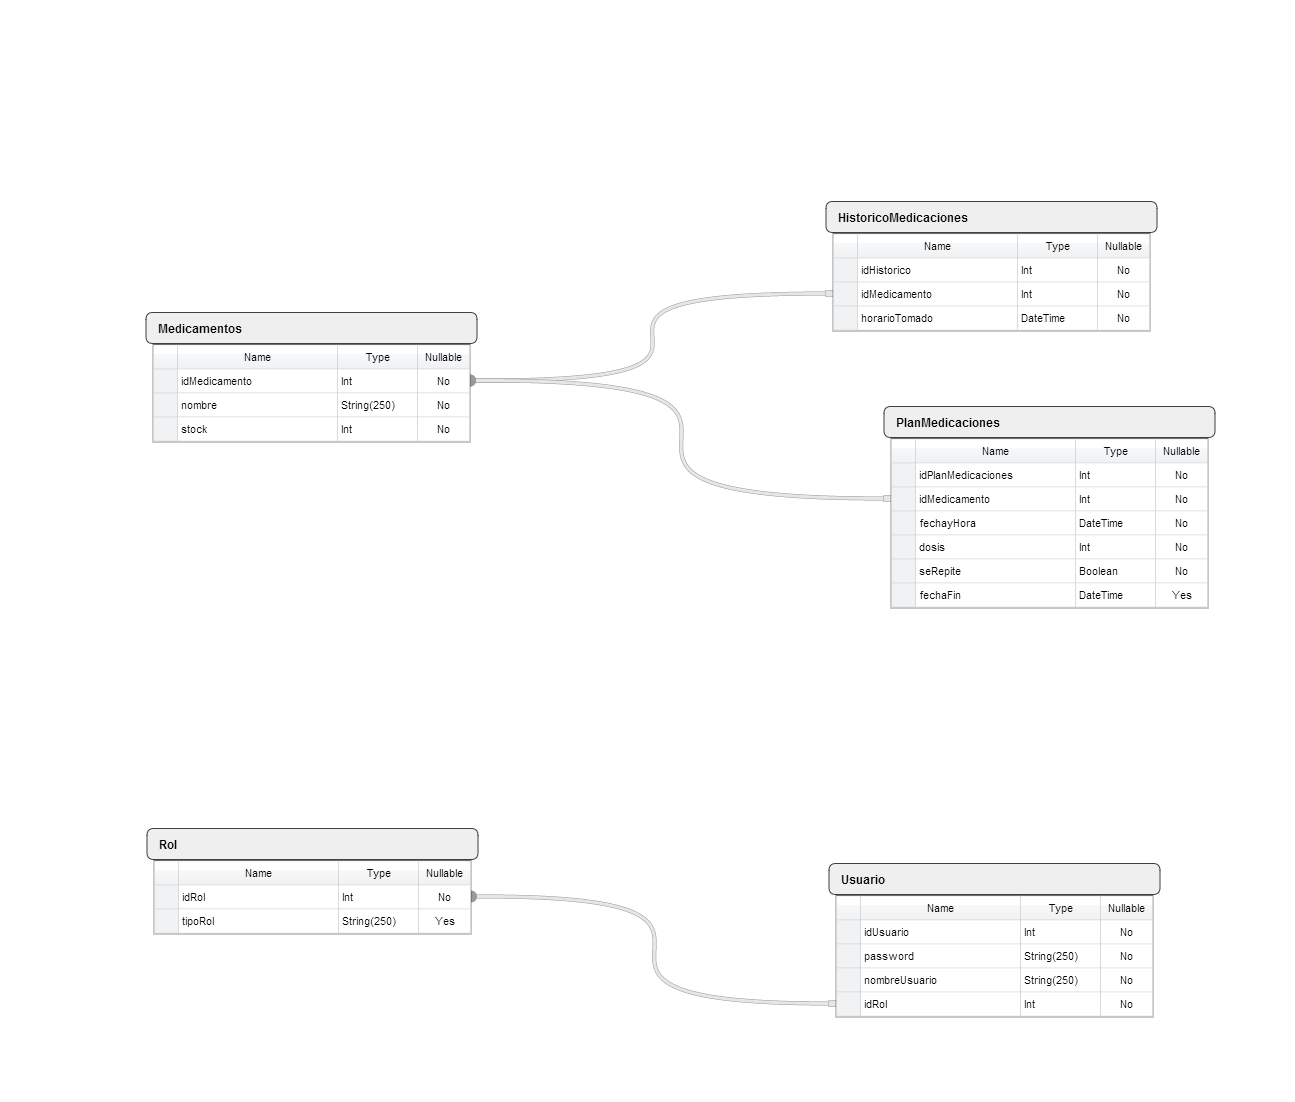 HistoricoMedicaciones
Name Type Nullable
idHistorico Int No
idMedicamento Int No
horarioTomado DateTime No
Medicamentos
Name Type Nullable
idMedicamento Int No
nombre String(250) No
stock Int No
PlanMedicaciones
Name Type Nullable
idPlanMedicaciones Int No
idMedicamento Int No
fechayHora DateTime No
dosis Int No
seRepite Boolean No
fechaFin DateTime Yes
Rol
Name Type Nullable
idRol Int No
tipoRol String(250) Yes
Usuario
Name Type Nullable
idUsuario Int No
password String(250) No
nombreUsuario String(250) No
idRol Int No